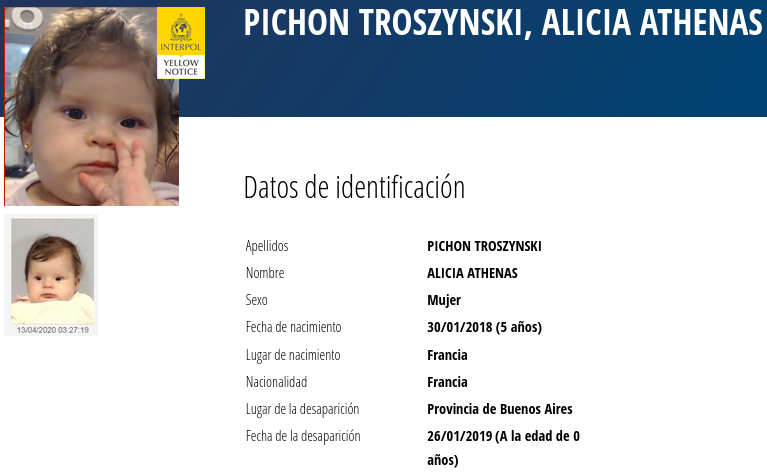 PICHON TROSZYNSKI, ALICIA ATHENAS
INTERPOL
YELLOW
NOTICE
Datos de identificación
Apellidos PICHON TROSZYNSKI
Nombre ALICIA ATHENAS
Sexo Mujer
Fecha de nacimiento 30/01/2018 (5 años)
Lugar de nacimiento Francia
Nacionalidad Francia
Lugar de la desaparición Provincia de Buenos Aires
Fecha de la desaparición 26/01/2019 (A la edad de 0
años)
13/04/2020 03:27:19